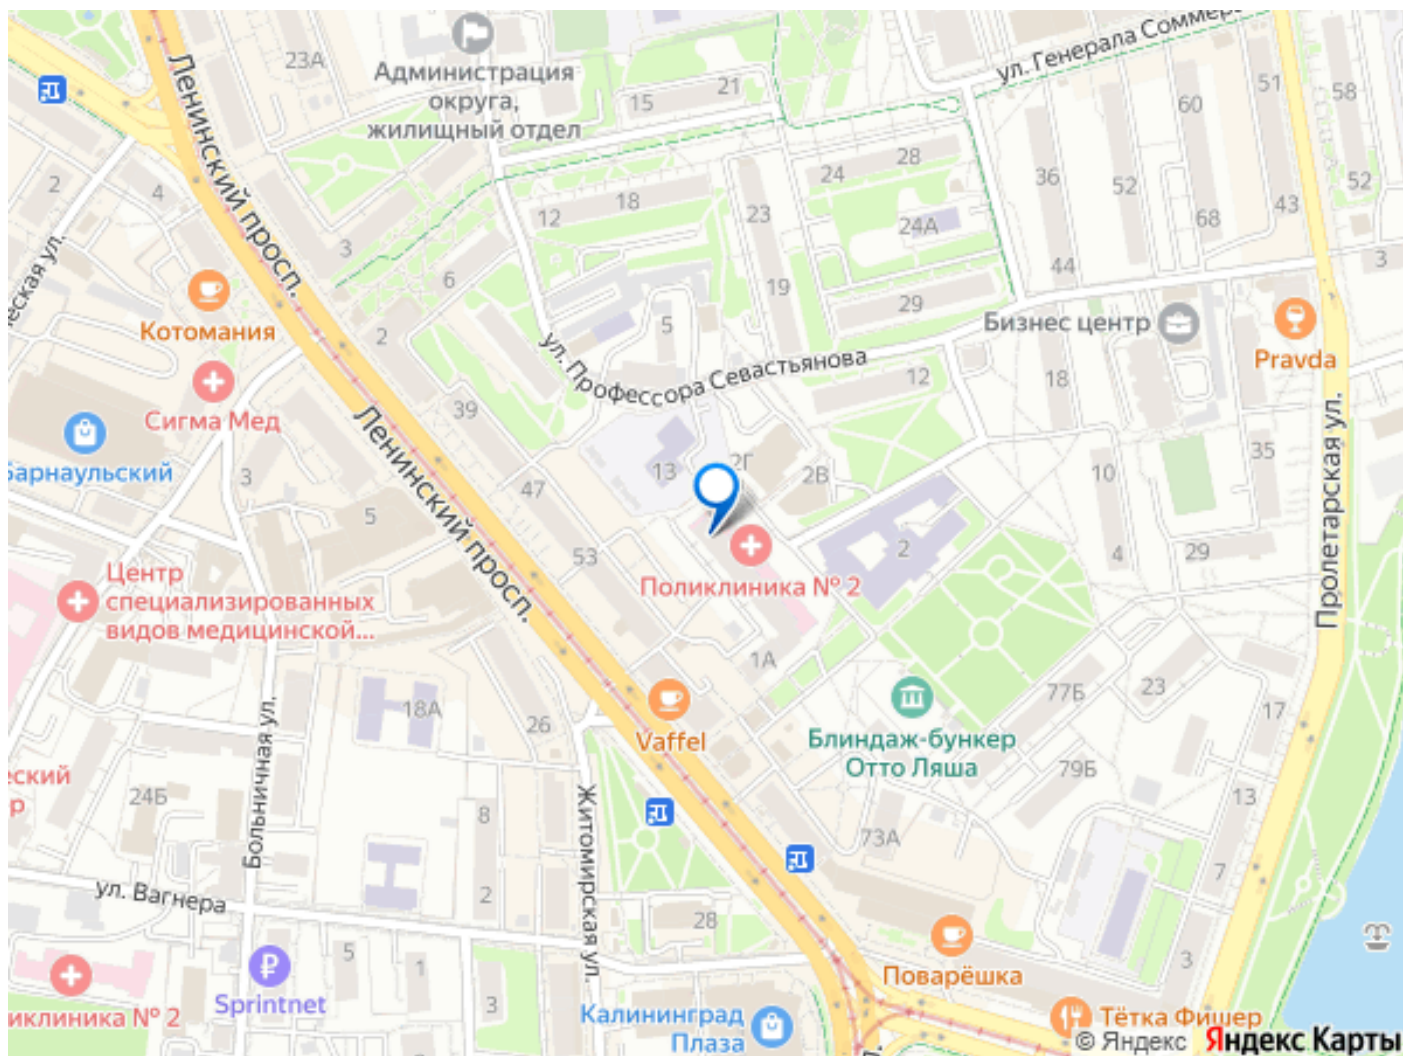 ул. Генерала Соммера
23А
Администрация
округа,
жилищный отдел
15
21
51
60
58
Ленинский просп.
2
4
3
12
18
24
28
23
24А
36
52
68
43
52
6
44
3
еская ул.
Котомания
2
5
19
29
Бизнес центр
Pravda
ул. Профессора Севастьянова
12
18
Сигма Мед
39
Ленинский просп.
Барнаульский
3
47
13
2Г
2В
10
35
Пролетарская ул.
5
53
2
4
29
Центр
специализированных
видов медицинской...
Поликлиника № 2
1А
77Б
23
17
18А
26
Vaffel
Блиндаж-бункер
Отто Ляша
79Б
13
еский
р
24Б
Больничная ул.
8
Житомирская ул.
73А
7
ул. Вагнера
2
28
5
1
3
Поварёшка
3
иклиника № 2
Sprintnet
Калининград
Плаза
Тётка Фишер
л.
© Яндекс Яндекс Карты